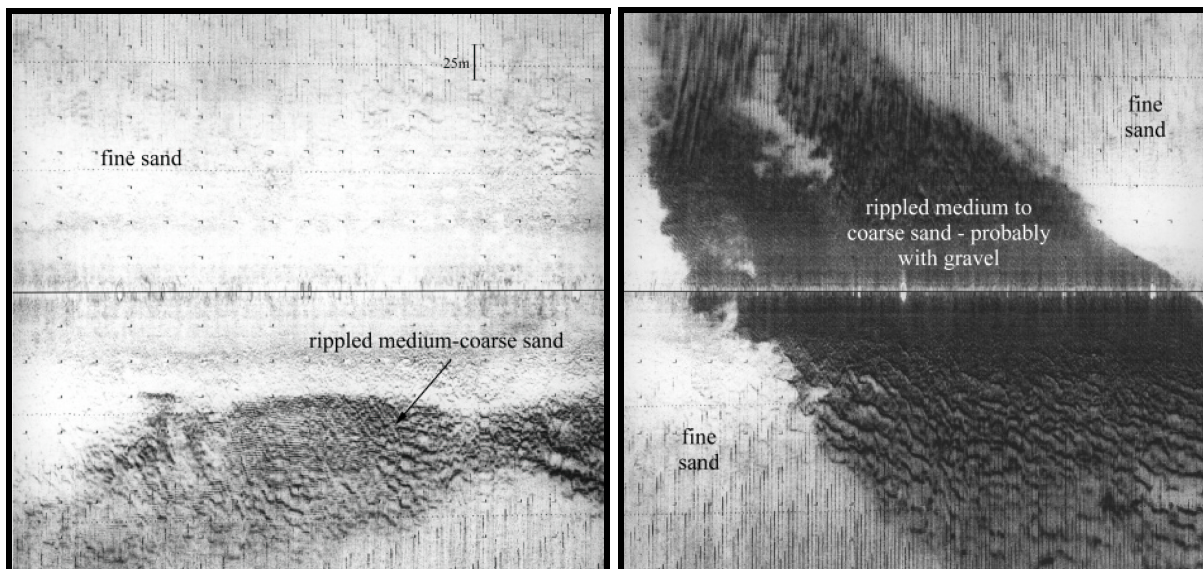 25m
fine sand
rippled medium-coarse sand
fine
sand
rippled medium to
coarse sand - probably
with gravel
fine
sand